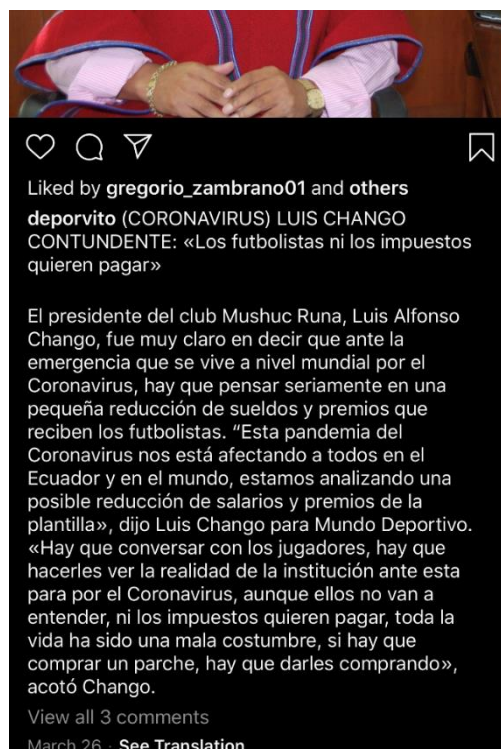 Liked by gregorio_zambrano01 and others
deporvito (CORONAVIRUS) LUIS CHANGO
CONTUNDENTE: «Los futbolistas ni los impuestos
quieren pagar»
El presidente del club Mushuc Runa, Luis Alfonso
Chango, fue muy claro en decir que ante la
emergencia que se vive a nivel mundial por el
Coronavirus, hay que pensar seriamente en una
pequeña reducción de sueldos y premios que
reciben los futbolistas. “Esta pandemia del
Coronavirus nos está afectando a todos en el
Ecuador y en el mundo, estamos analizando una
posible reducción de salarios y premios de la
plantilla», dijo Luis Chango para Mundo Deportivo.
«Hay que conversar con los jugadores, hay que
hacerles ver la realidad de la institución ante esta
para por el Coronavirus, aunque ellos no van a
entender, ni los impuestos quieren pagar, toda la
vida ha sido una mala costumbre, si hay que
comprar un parche, hay que darles comprando»,
acotó Chango.
View all 3 comments
March 26 · See Translation